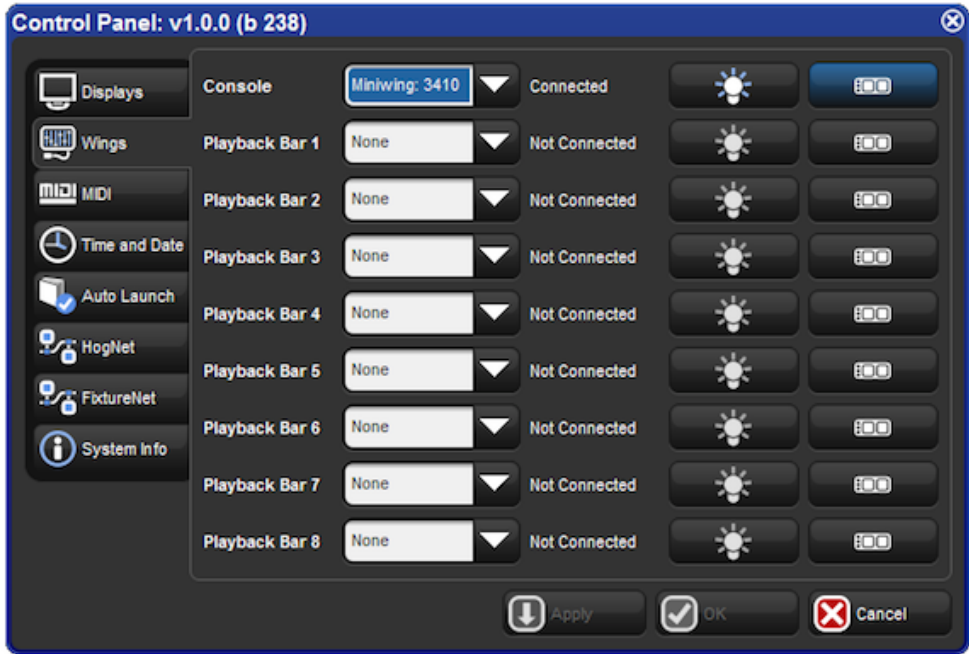 Control Panel: v1.0.0 (b 238)
Displays
Wings
MIDI MIDI
Time and Date
Auto Launch
HogNet
FixtureNet
System Info
Console Miniwing: 3410 Connected
Playback Bar 1 None Not Connected
Playback Bar 2 None Not Connected
Playback Bar 3 None Not Connected
Playback Bar 4 None Not Connected
Playback Bar 5 None Not Connected
Playback Bar 6 None Not Connected
Playback Bar 7 None Not Connected
Playback Bar 8 None Not Connected
Apply OK Cancel